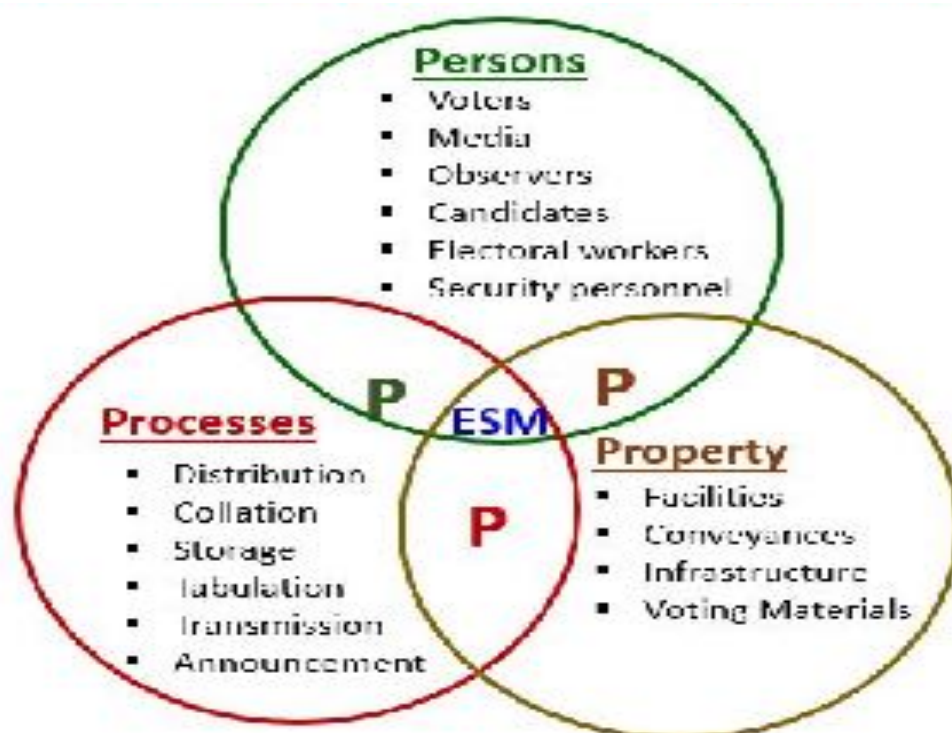 Persons
▪ Voters
▪ Media
▪ Observers
▪ Candidates
▪ Electoral workers
▪ Security personnel
P
P
ESM
Processes
▪ Distribution
▪ Collation
▪ Storage
▪ Tabulation
▪ Transmission
▪ Announcement
P
Property
▪ Facilities
▪ Conveyances
▪ Infrastructure
▪ Voting Materials